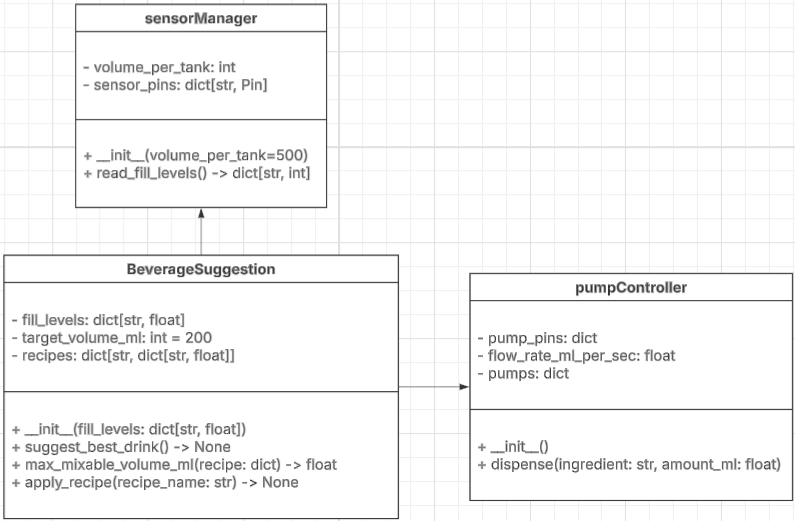 sensorManager
- volume_per_tank: int
- sensor_pins: dict[str, Pin]
+ __init__(volume_per_tank=500)
+ read_fill_levels() -> dict[str, int]
BeverageSuggestion
- fill_levels: dict[str, float]
- target_volume_ml: int = 200
- recipes: dict[str, dict[str, float]]
+ __init__(fill_levels: dict[str, float])
+ suggest_best_drink() -> None
+ max_mixable_volume_ml(recipe: dict) -> float
+ apply_recipe(recipe_name: str) -> None
pumpController
- pump_pins: dict
- flow_rate_ml_per_sec: float
- pumps: dict
+ __init__()
+ dispense(ingredient: str, amount_ml: float)